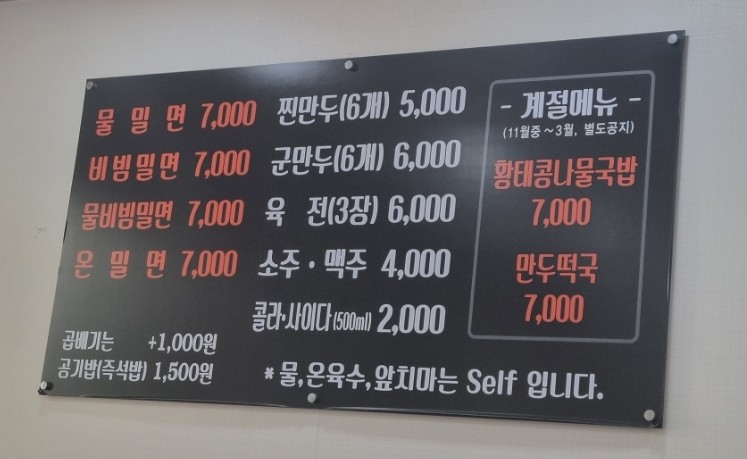 물 밀 면 7,000
비빔밀면 7,000
물비빔밀면 7,000
온 밀 면 7,000
곱배기는 +1,000원
공기밥(즉석밥) 1,500원
찐만두(6개) 5,000
군만두(6개) 6,000
육 전(3장) 6,000
소주·맥주 4,000
콜라·사이다(500ml) 2,000
*물,온육수,앞치마는 Self 입니다.
- 계절메뉴 -
(11월중~3월, 별도공지)
황태콩나물국밥
7,000
만두떡국
7,000